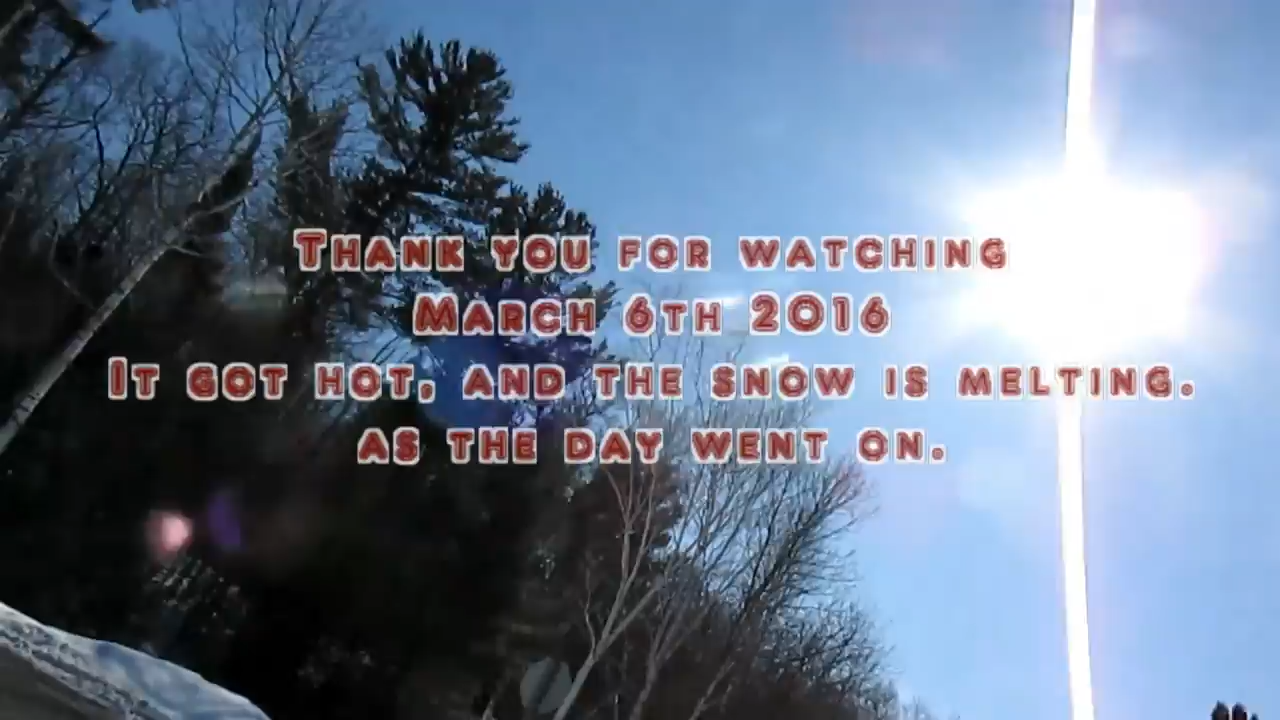 Thank you for watching
March 6th 2016
It got hot, and the snow is melting.
as the day went on.